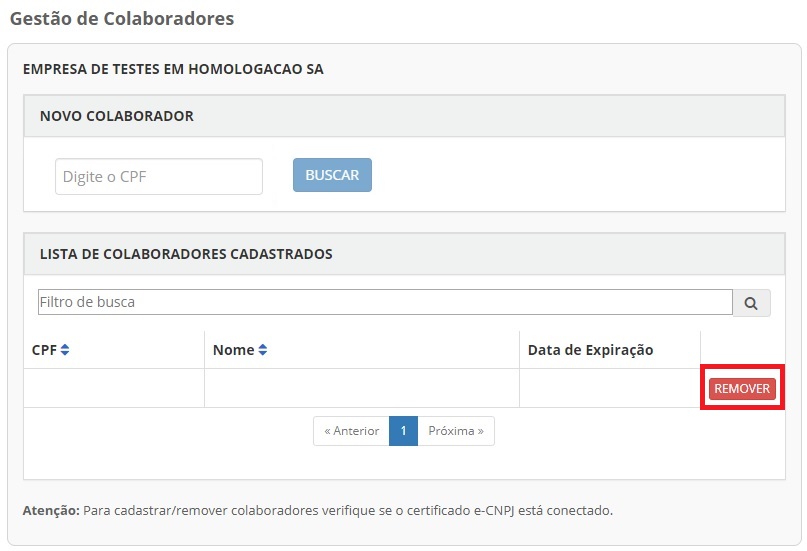 Gestão de Colaboradores
EMPRESA DE TESTES EM HOMOLOGACAO SA
NOVO COLABORADOR
Digite o CPF
BUSCAR
LISTA DE COLABORADORES CADASTRADOS
Filtro de busca
CPF Nome Data de Expiração
REMOVER
« Anterior 1 Próxima »
Atenção: Para cadastrar/remover colaboradores verifique se o certificado e-CNPJ está conectado.